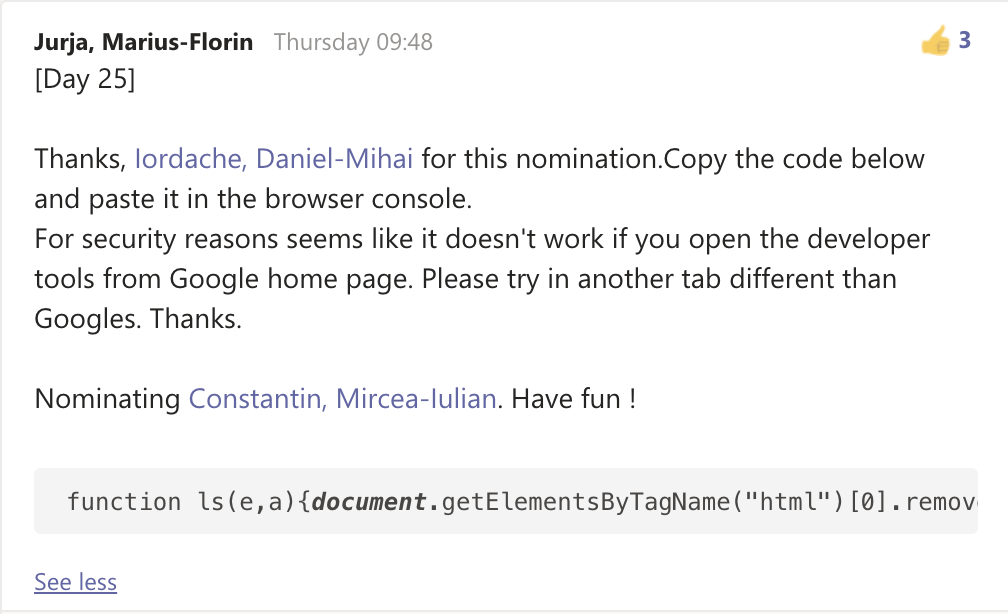 Jurja, Marius-Florin Thursday 09:48 👍 3
[Day 25]
Thanks, Iordache, Daniel-Mihai for this nomination.Copy the code below
and paste it in the browser console.
For security reasons seems like it doesn't work if you open the developer
tools from Google home page. Please try in another tab different than
Googles. Thanks.
Nominating Constantin, Mircea-Iulian. Have fun !
function ls(e,a){document.getElementsByTagName("html")[0].remov
See less